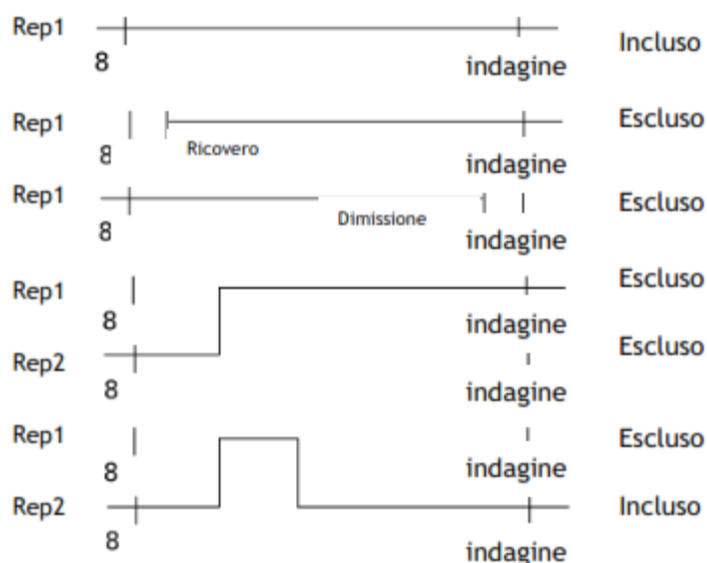 Rep1
8
indagine
Incluso
Rep1
8
Ricovero
indagine
Escluso
Rep1
8
Dimissione
indagine
Escluso
Rep1
8
indagine
Escluso
Rep2
8
indagine
Escluso
Rep1
8
indagine
Escluso
Rep2
8
indagine
Incluso